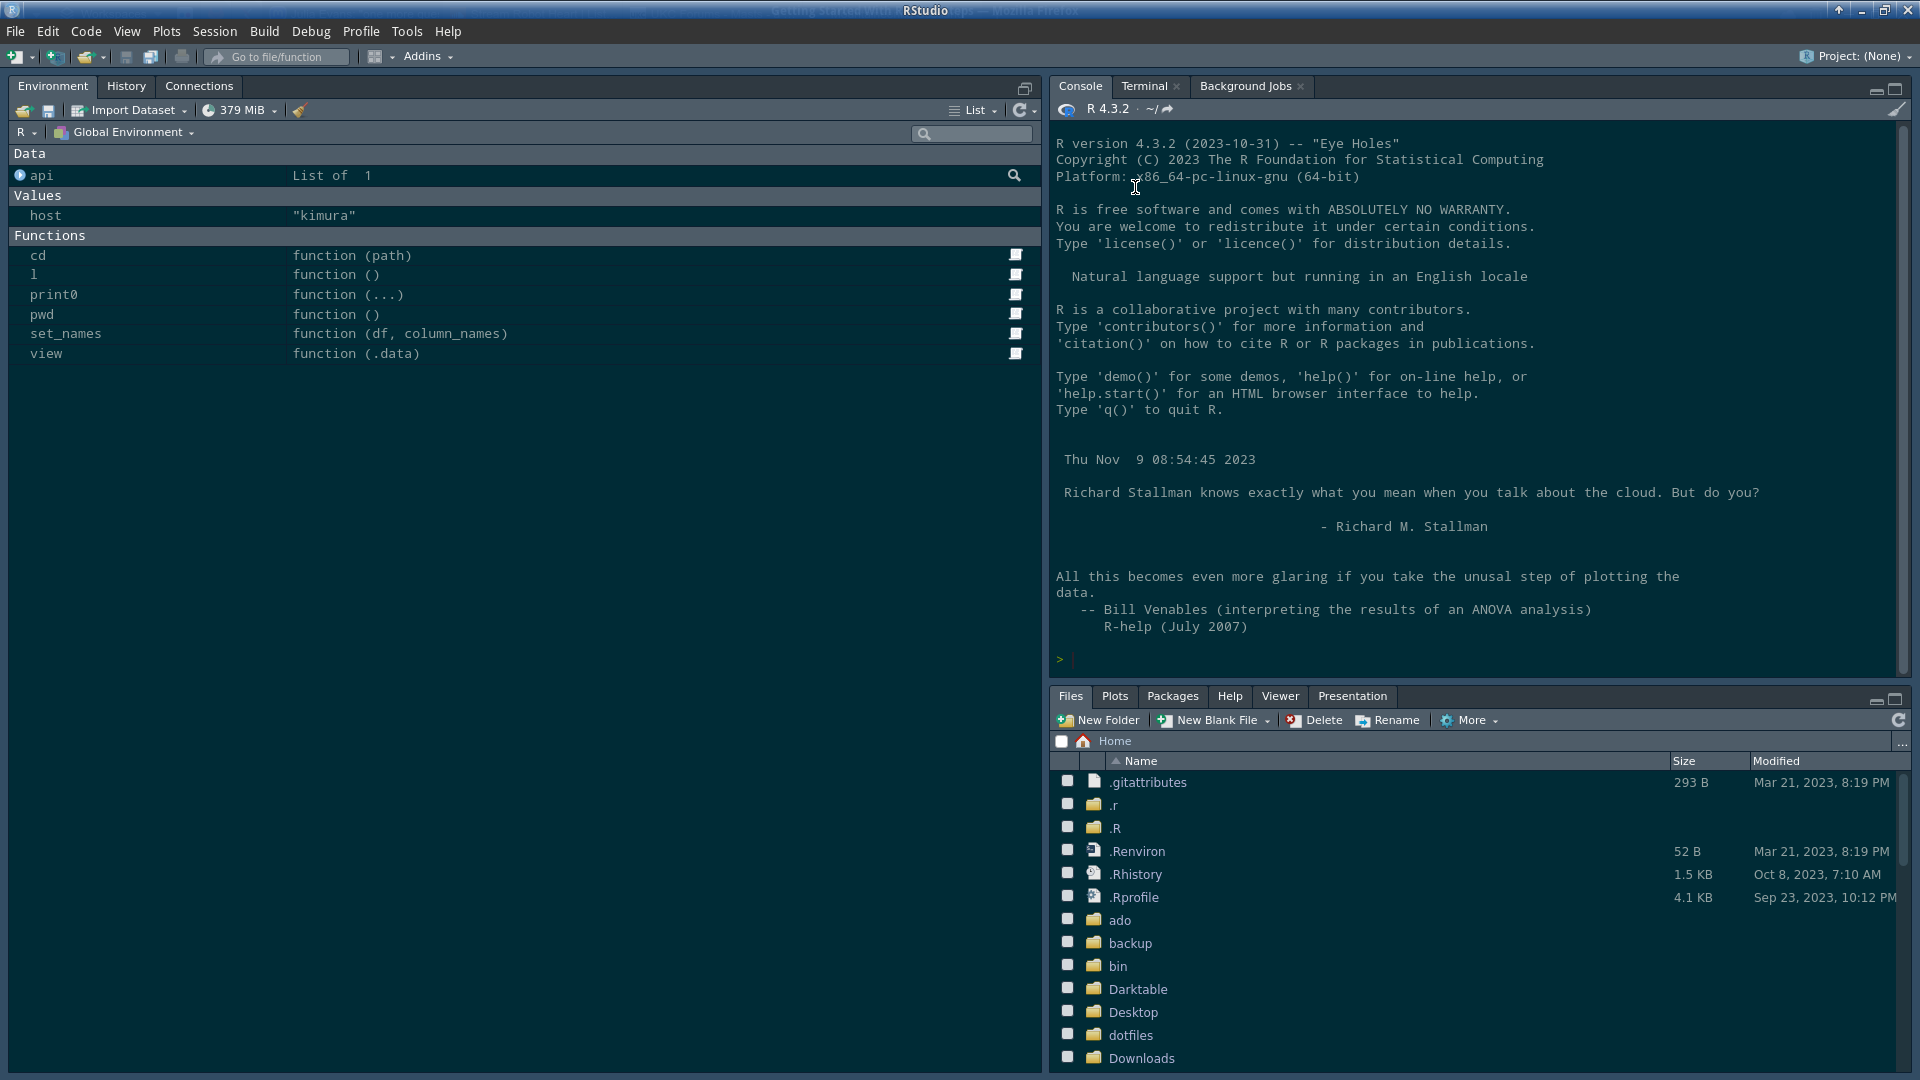 RStudio
File Edit Code View Plots Session Build Debug Profile Tools Help
Go to file/function Addins Project: (None)
Environment History Connections
Import Dataset 379 MiB List
R Global Environment
Data
api List of 1
Values
host "kimura"
Functions
cd function (path)
l function ()
print0 function (...)
pwd function ()
set_names function (df, column_names)
view function (.data)
Console Terminal Background Jobs
R 4.3.2 · ~/
R version 4.3.2 (2023-10-31) -- "Eye Holes"
Copyright (C) 2023 The R Foundation for Statistical Computing
Platform: x86_64-pc-linux-gnu (64-bit)
R is free software and comes with ABSOLUTELY NO WARRANTY.
You are welcome to redistribute it under certain conditions.
Type 'license()' or 'licence()' for distribution details.
Natural language support but running in an English locale
R is a collaborative project with many contributors.
Type 'contributors()' for more information and
'citation()' on how to cite R or R packages in publications.
Type 'demo()' for some demos, 'help()' for on-line help, or
'help.start()' for an HTML browser interface to help.
Type 'q()' to quit R.
Thu Nov 9 08:54:45 2023
Richard Stallman knows exactly what you mean when you talk about the cloud. But do you?
- Richard M. Stallman
All this becomes even more glaring if you take the unusal step of plotting the
data.
-- Bill Venables (interpreting the results of an ANOVA analysis)
R-help (July 2007)
>
Files Plots Packages Help Viewer Presentation
New Folder New Blank File Delete Rename More
Home ...
Name Size Modified
.gitattributes 293 B Mar 21, 2023, 8:19 PM
.r
.R
.Renviron 52 B Mar 21, 2023, 8:19 PM
.Rhistory 1.5 KB Oct 8, 2023, 7:10 AM
.Rprofile 4.1 KB Sep 23, 2023, 10:12 PM
ado
backup
bin
Darktable
Desktop
dotfiles
Downloads